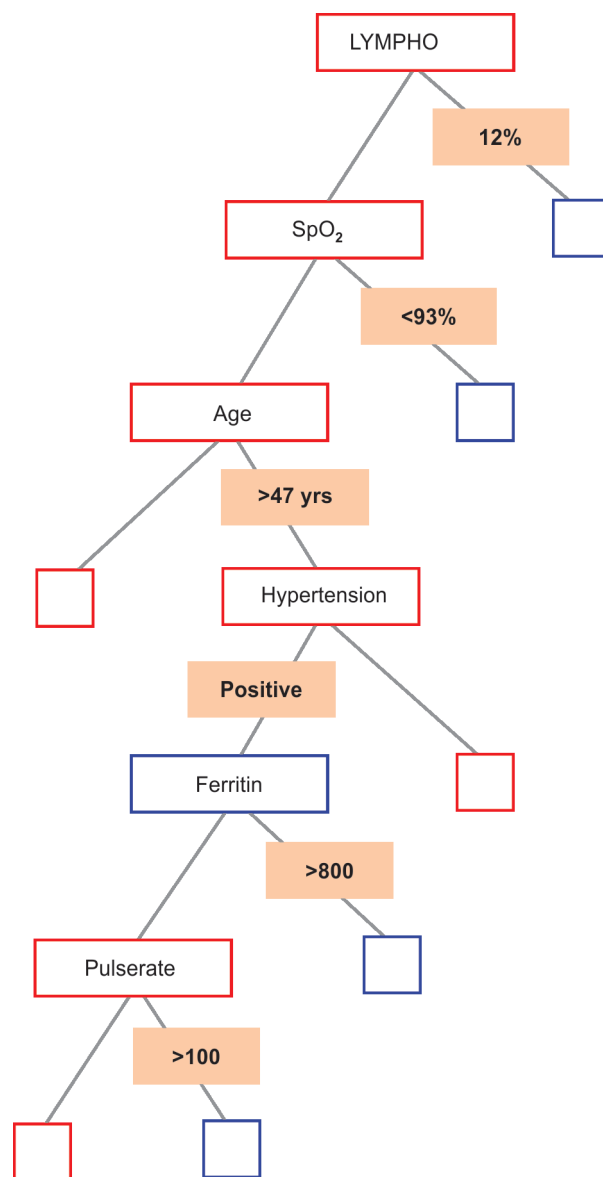 LYMPHO
12%
SpO₂
<93%
Age
>47 yrs
Hypertension
Positive
Ferritin
>800
Pulserate
>100